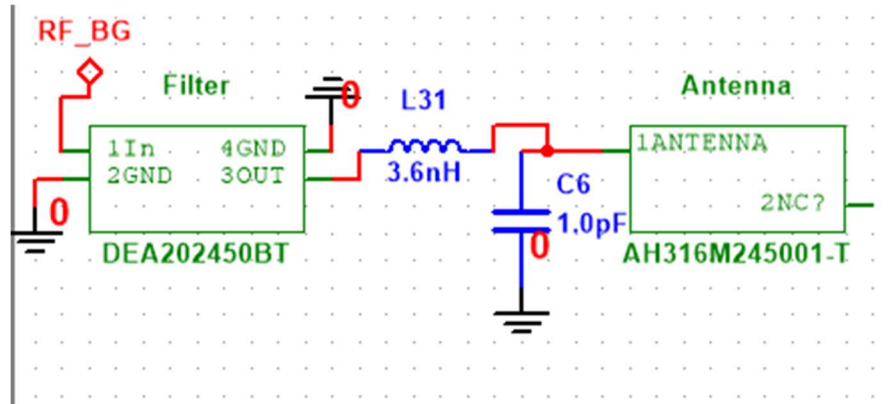 RF_BG
Filter
0
L31
Antenna
1In
4GND
2GND
3OUT
3.6nH
1ANTENNA
C6
2NC?
0
1,0pF
0
DEA202450BT
AH316M245001-T